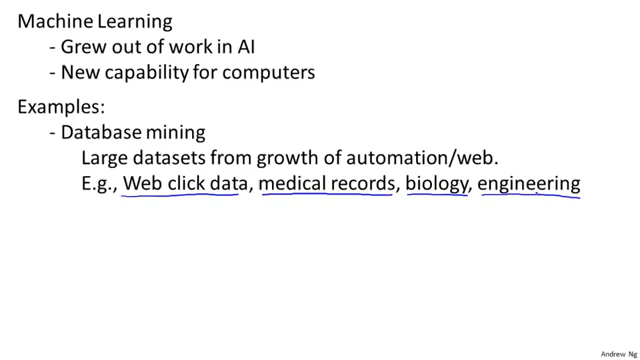 Machine Learning
- Grew out of work in AI
- New capability for computers
Examples:
- Database mining
Large datasets from growth of automation/web.
E.g., Web click data, medical records, biology, engineering
Andrew Ng